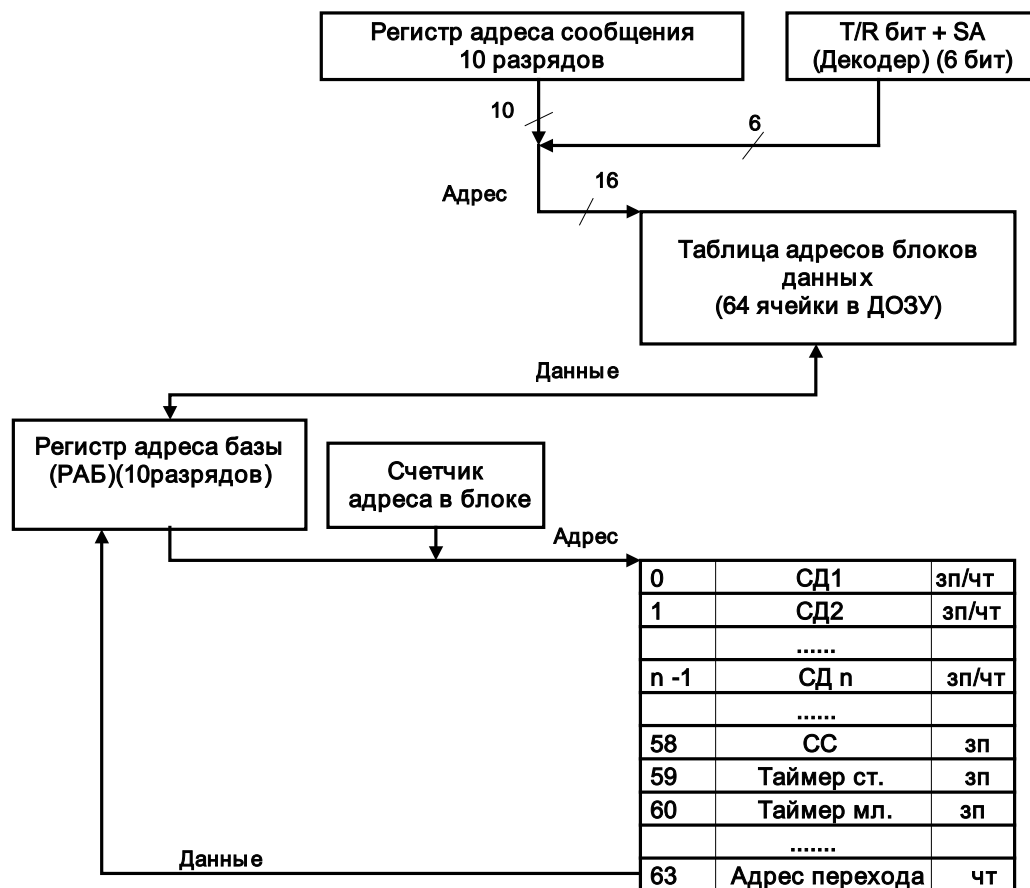 Регистр адреса сообщения
10 разрядов
T/R бит + SA
(Декодер) (6 бит)
10
6
Адрес
16
Таблица адресов блоков
данных
(64 ячейки в ДОЗУ)
Данные
Регистр адреса базы
(РАБ)(10разрядов)
Счетчик
адреса в блоке
Адрес
0 СД1 зп/чт
1 СД2 зп/чт
......
n -1 СД n зп/чт
......
58 СС зп
59 Таймер ст. зп
60 Таймер мл. зп
.......
63 Адрес перехода чт
Данные